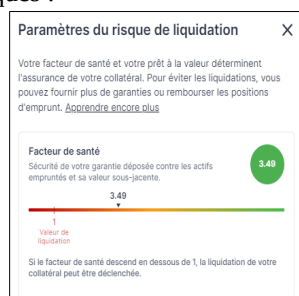 Paramètres du risque de liquidation X
Votre facteur de santé et votre prêt à la valeur déterminent
l'assurance de votre collatéral. Pour éviter les liquidations, vous
pouvez fournir plus de garanties ou rembourser les positions
d'emprunt. Apprendre encore plus
Facteur de santé
Sécurité de votre garantie déposée contre les actifs
empruntés et sa valeur sous-jacente.
3.49
3.49
1
Valeur de
liquidation
Si le facteur de santé descend en dessous de 1, la liquidation de votre
collatéral peut être déclenchée.